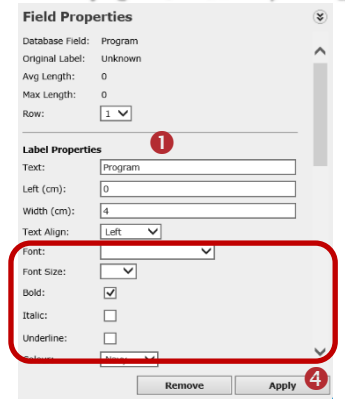 Field Properties
Database Field: Program
Original Label: Unknown
Avg Length: 0
Max Length: 0
Row: 1
1
Label Properties
Text: Program
Left (cm): 0
Width (cm): 4
Text Align: Left
Font:
Font Size:
Bold:
Italic:
Underline:
Colour: Navy
Remove Apply 4